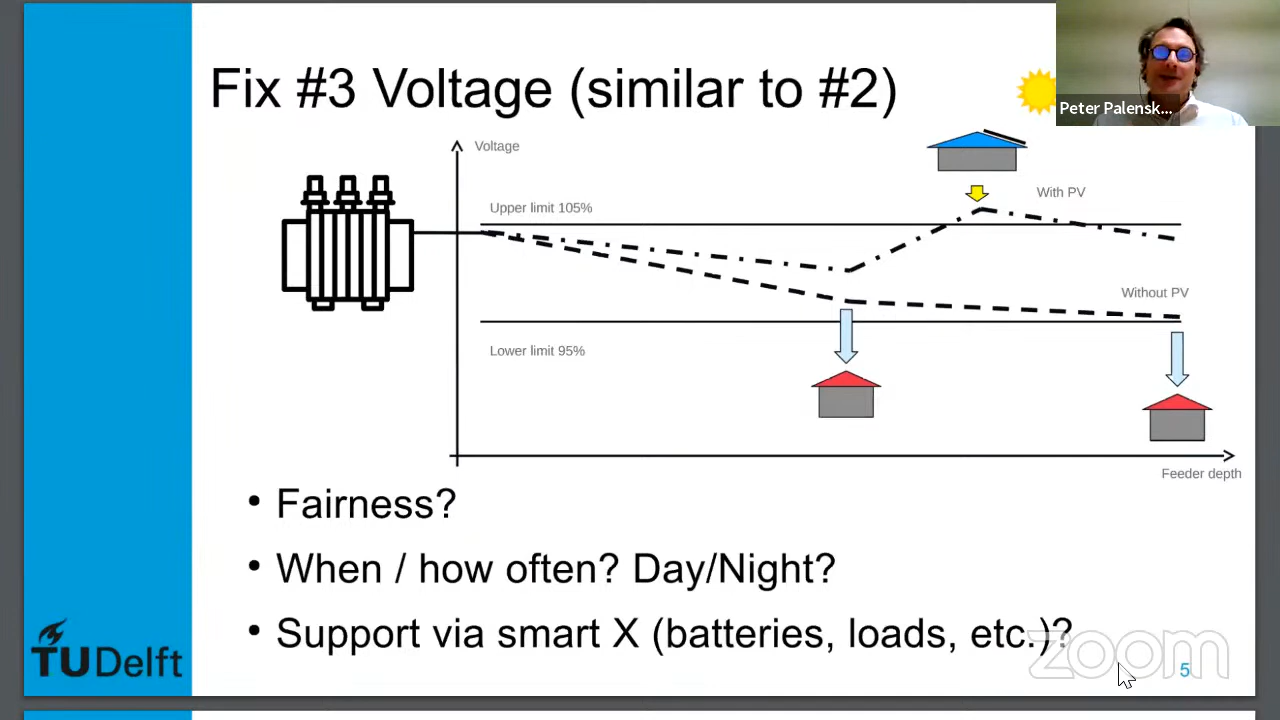 Fix #3 Voltage (similar to #2)
Peter Palensk...
Voltage
Upper limit 105%
With PV
Without PV
Lower limit 95%
Feeder depth
• Fairness?
• When / how often? Day/Night?
• Support via smart X (batteries, loads, etc.)?
TUDelft
zoom
5